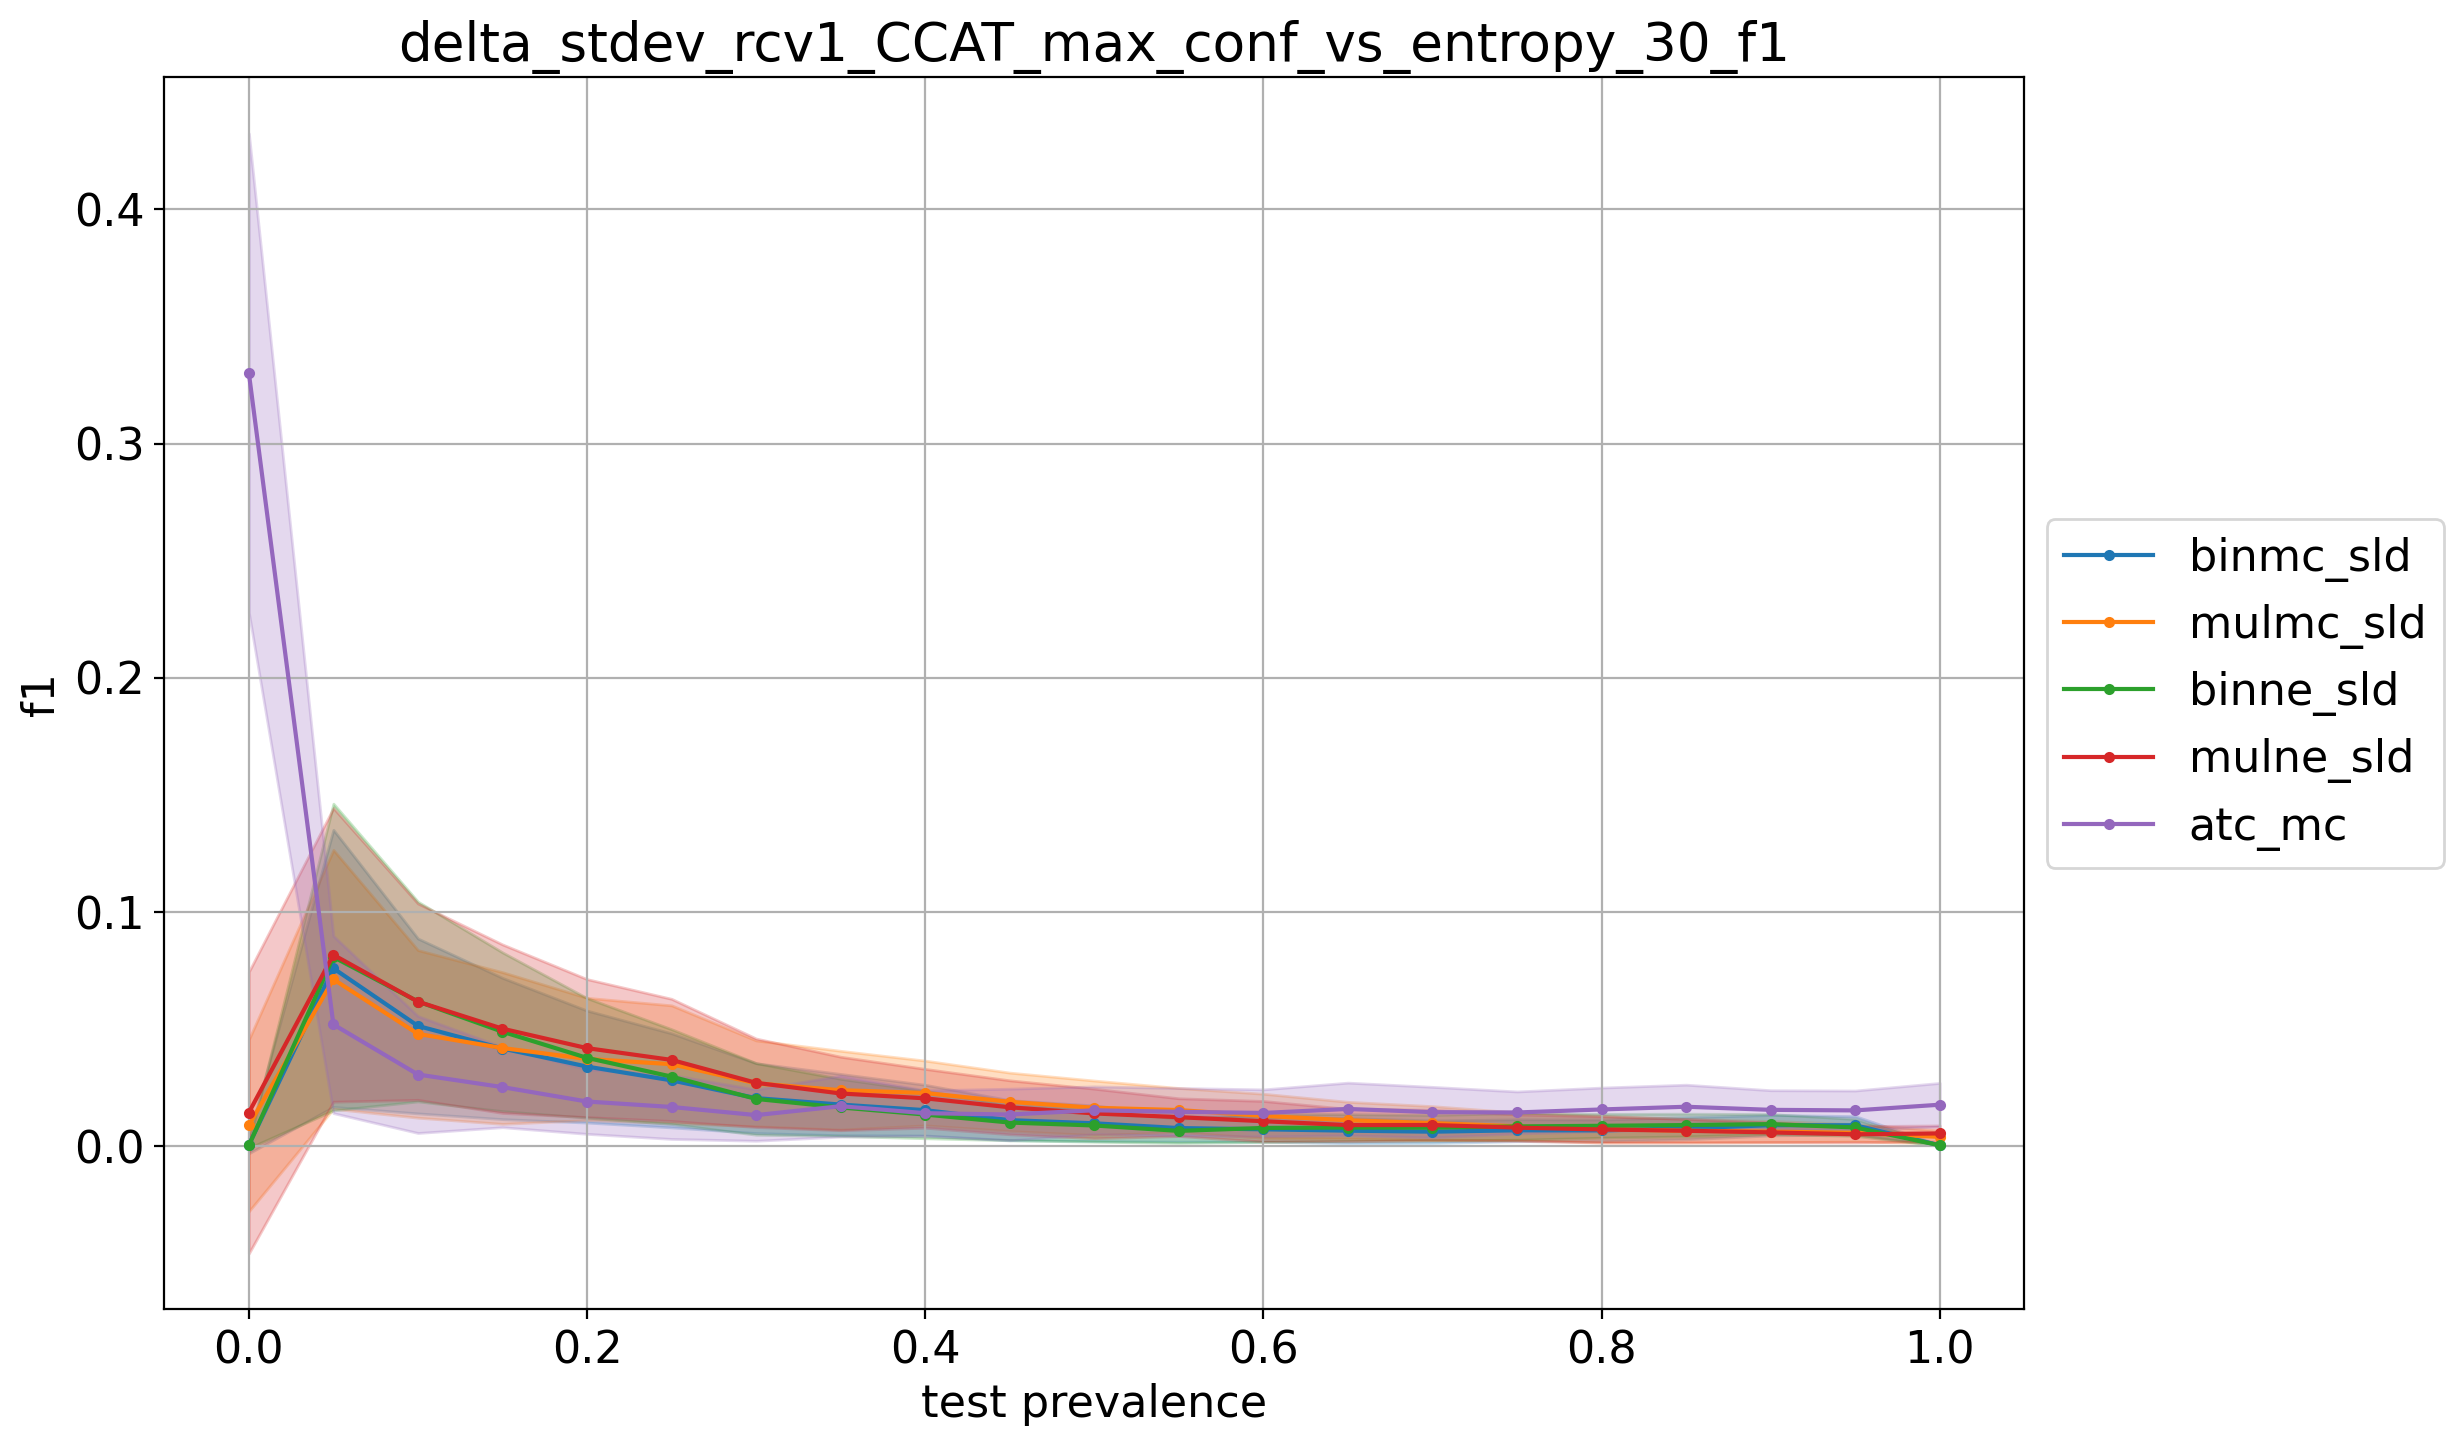 delta_stdev_rcv1_CCAT_max_conf_vs_entropy_30_f1
0.4
0.3
0.2
0.1
0.0
f1
0.0 0.2 0.4 0.6 0.8 1.0
test prevalence
binmc_sld
mulmc_sld
binne_sld
mulne_sld
atc_mc